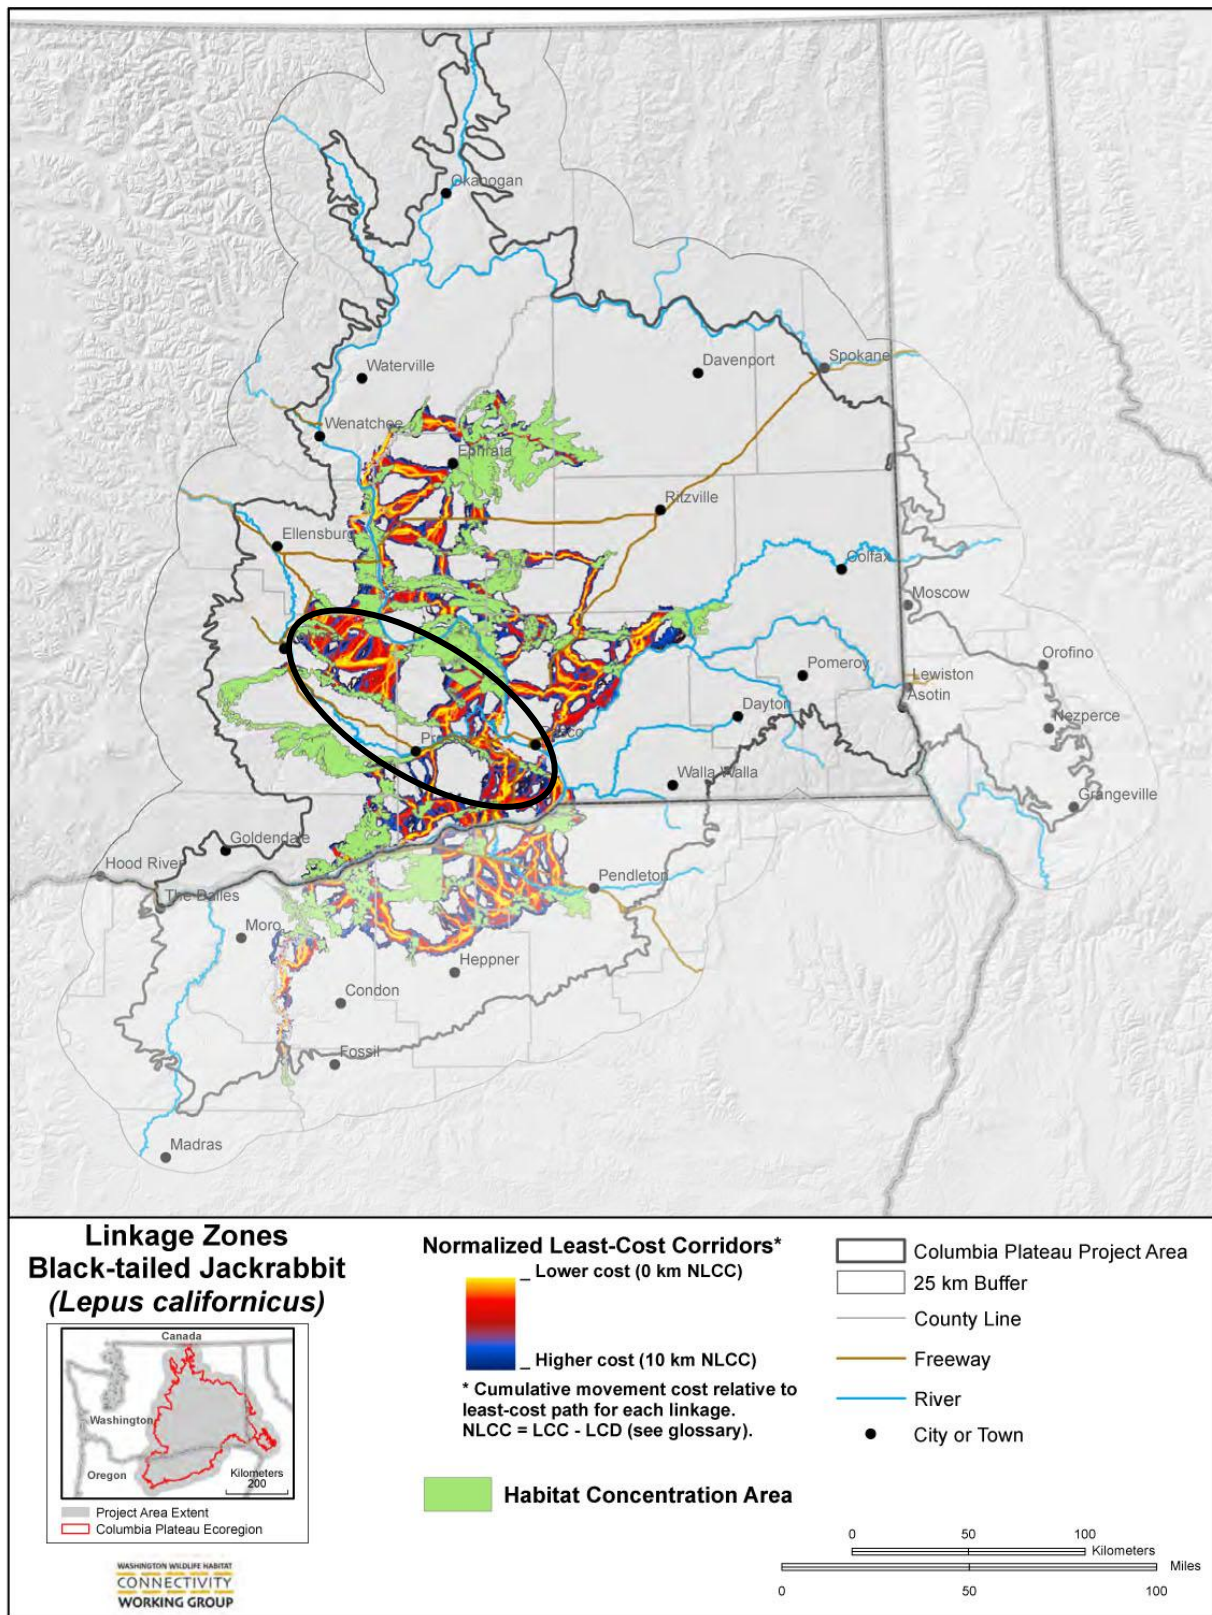 Okanogan
Waterville
Davenport
Spokane
Wenatchee
Ephrata
Ritzville
Ellensburg
Colfax
Moscow
Orofino
Pomeroy
Lewiston
Asotin
Dayton
Nezperce
Walla Walla
Grangeville
Goldendale
Hood River
The Dalles
Pendleton
Moro
Heppner
Condon
Fossil
Madras
Linkage Zones
Black-tailed Jackrabbit
(Lepus californicus)
Canada
Washington
Oregon
Kilometers
200
Project Area Extent
Columbia Plateau Ecoregion
WASHINGTON WILDLIFE HABITAT
CONNECTIVITY
WORKING GROUP
Normalized Least-Cost Corridors*
_ Lower cost (0 km NLCC)
_ Higher cost (10 km NLCC)
* Cumulative movement cost relative to
least-cost path for each linkage.
NLCC = LCC - LCD (see glossary).
Habitat Concentration Area
Columbia Plateau Project Area
25 km Buffer
County Line
Freeway
River
City or Town
0 50 100
Kilometers
Miles
0 50 100